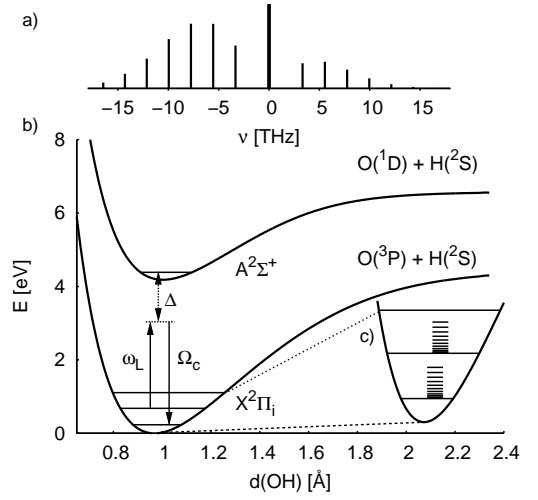 a)
−15 −10 −5 0 5 10 15
ν [THz]
b)
8
6
4
2
0
E [eV]
O(¹D) + H(²S)
A²Σ⁺
O(³P) + H(²S)
Δ
c)
ω_L Ω_c
X²Π_i
0.8 1 1.2 1.4 1.6 1.8 2 2.2 2.4
d(OH) [Å]